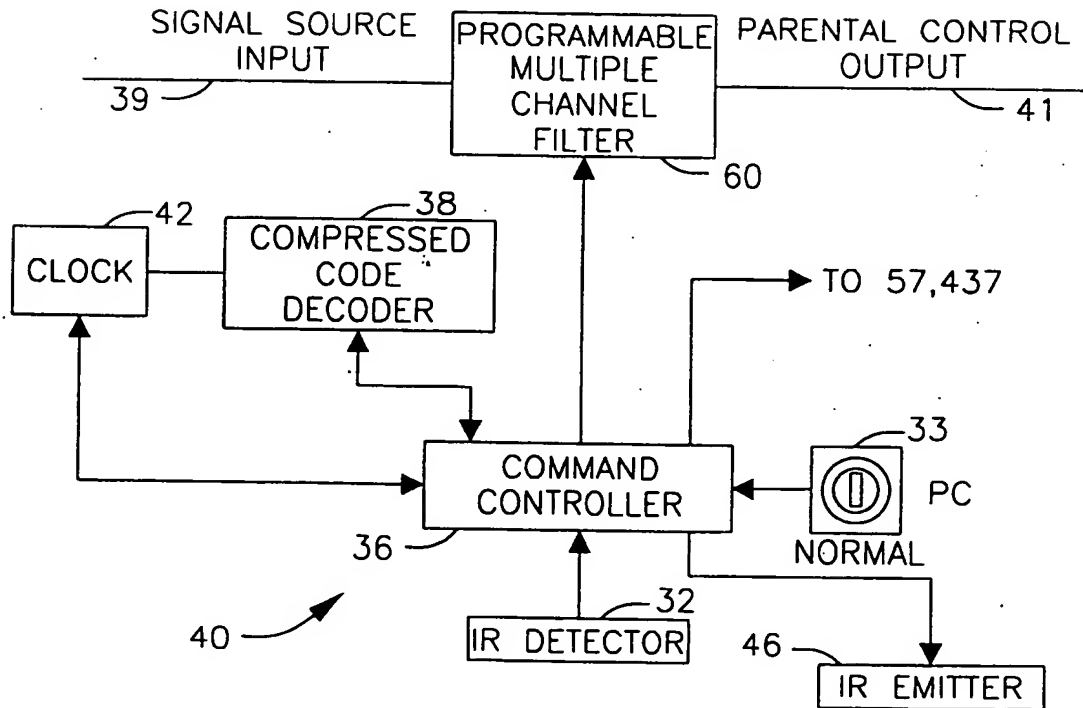 SIGNAL SOURCE
INPUT
39
PROGRAMMABLE
MULTIPLE
CHANNEL
FILTER
60
PARENTAL CONTROL
OUTPUT
41
42
CLOCK
38
COMPRESSED
CODE
DECODER
TO 57,437
COMMAND
CONTROLLER
36
33
PC
NORMAL
40
32
IR DETECTOR
46
IR EMITTER